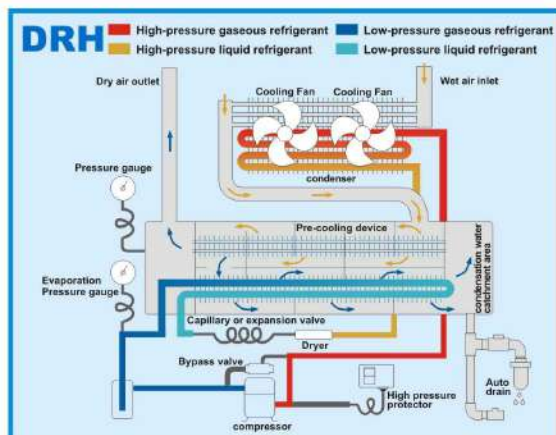 DRH
High-pressure gaseous refrigerant
Low-pressure gaseous refrigerant
High-pressure liquid refrigerant
Low-pressure liquid refrigerant
Dry air outlet
Cooling Fan
Cooling Fan
Wet air inlet
Pressure gauge
condenser
Pre-cooling device
Evaporation
Pressure gauge
condensation water
catchment area
Capillary or expansion valve
Dryer
Bypass valve
High pressure
protector
Auto
drain
compressor